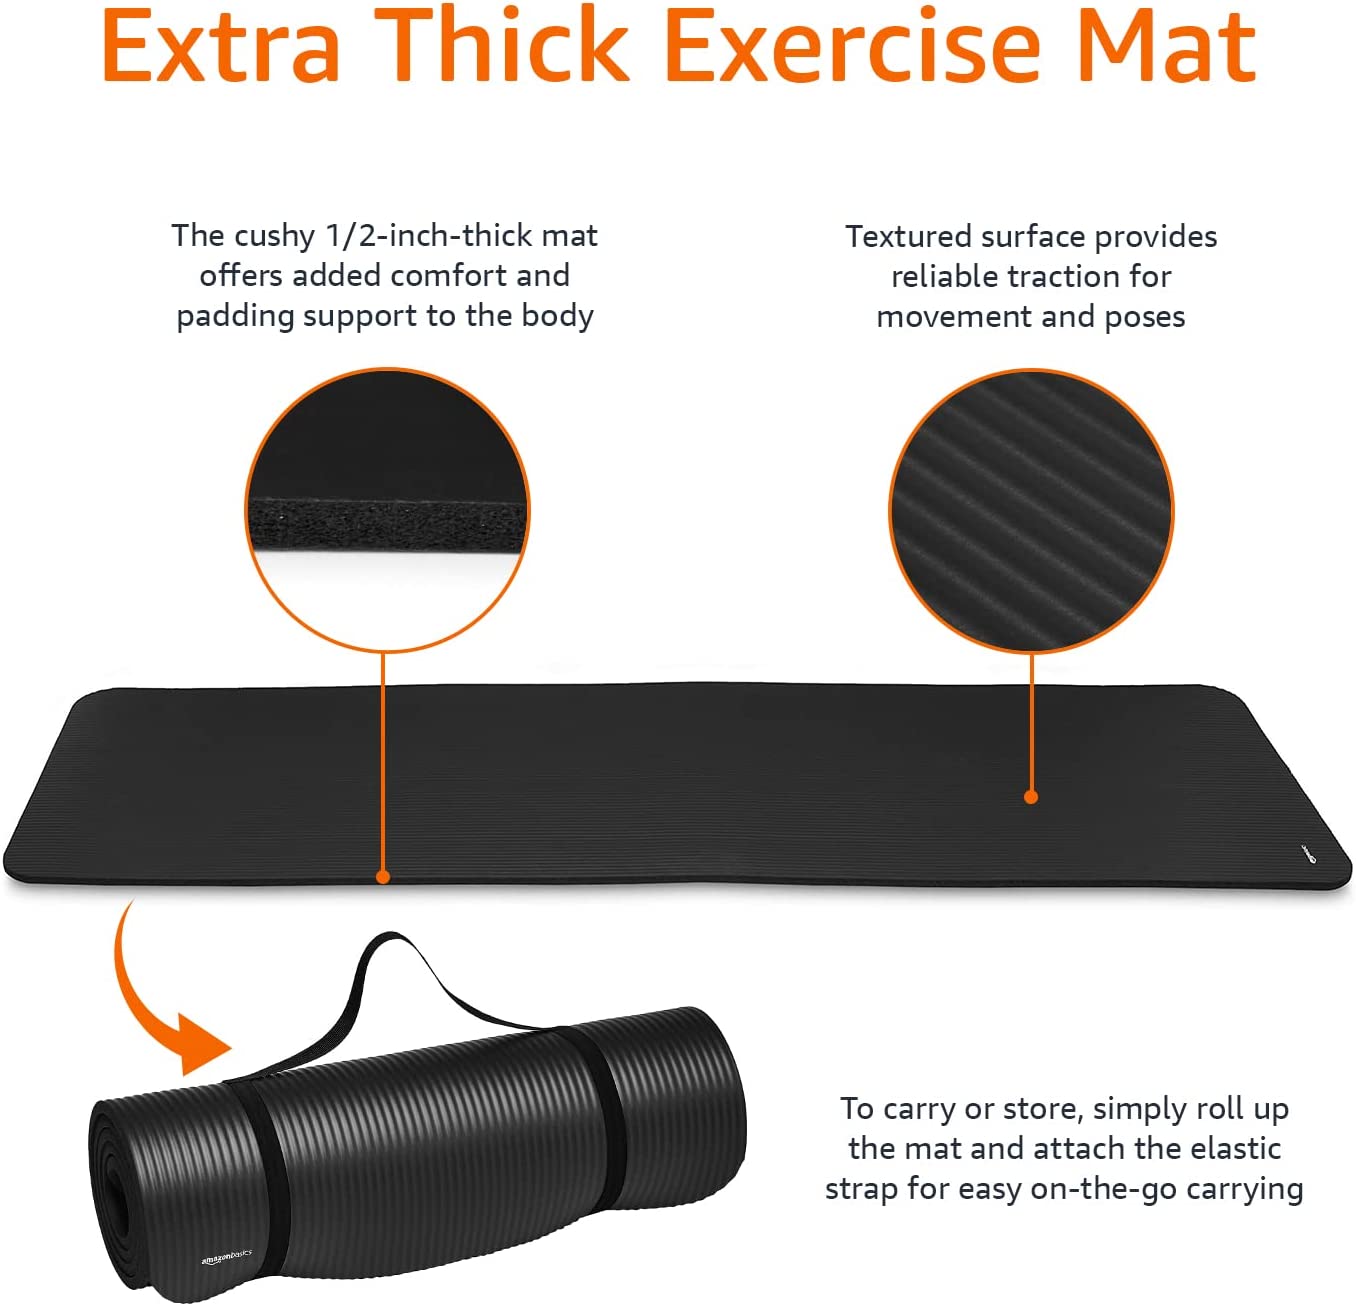 Extra Thick Exercise Mat
The cushy 1/2-inch-thick mat
offers added comfort and
padding support to the body
Textured surface provides
reliable traction for
movement and poses
To carry or store, simply roll up
the mat and attach the elastic
strap for easy on-the-go carrying
amazonbasics